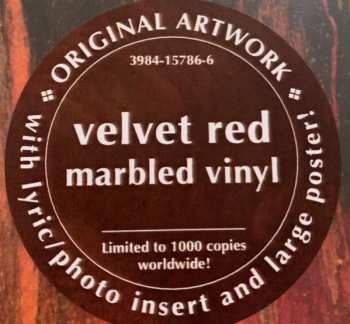 ORIGINAL ARTWORK
3984-15786-6
velvet red
marbled vinyl
Limited to 1000 copies
worldwide!
with lyric/photo insert and large poster!